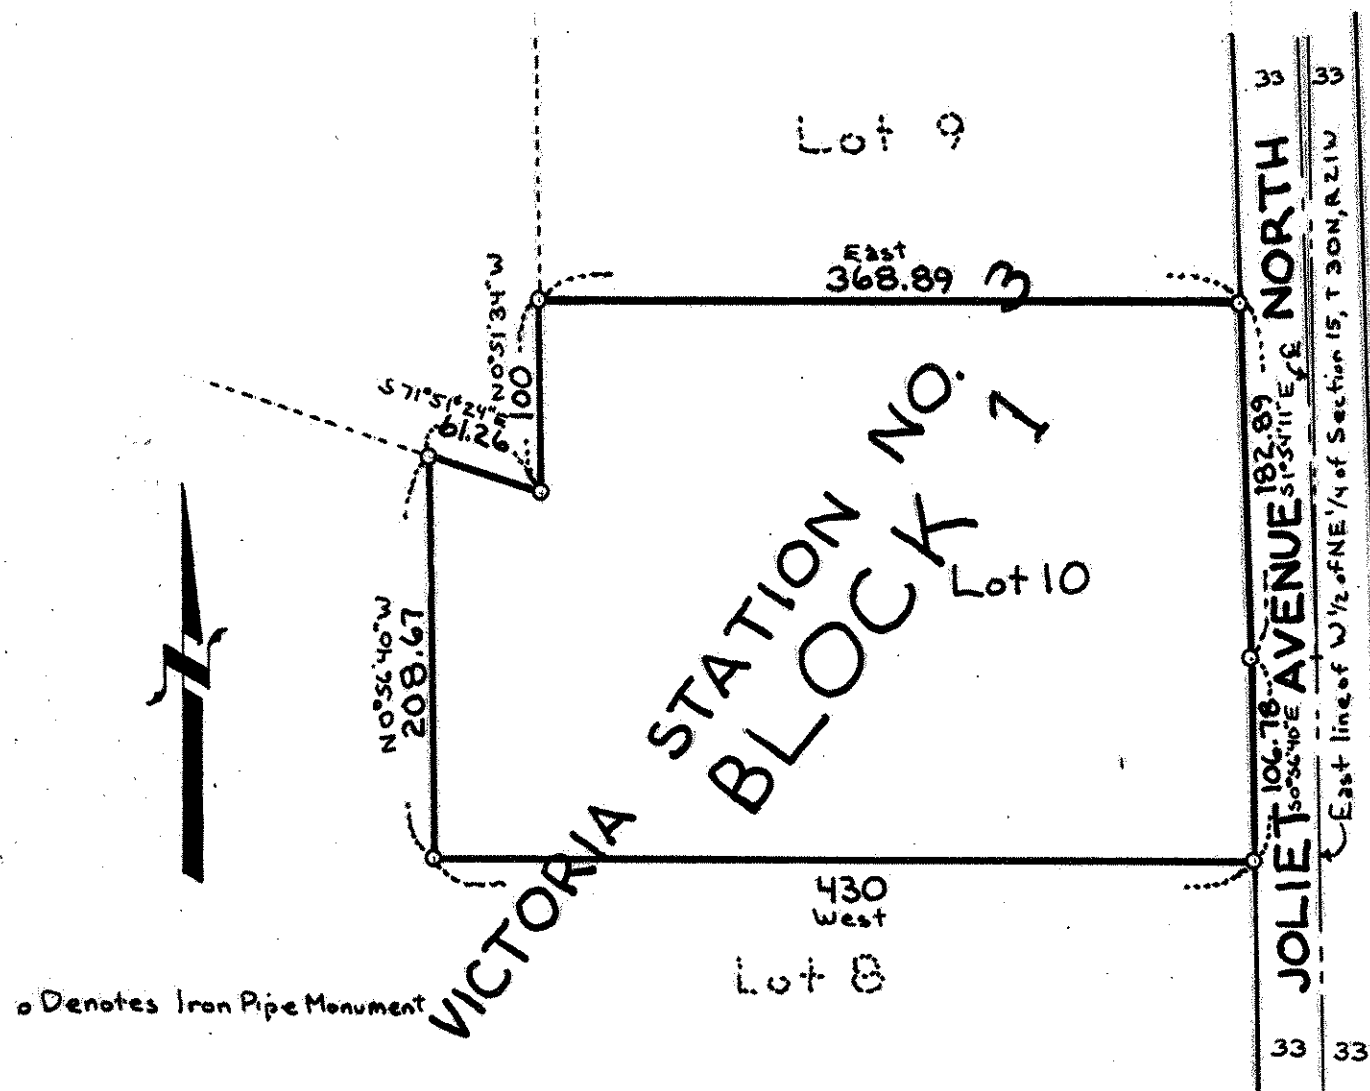 33 33
Lot 9
East
368.89
N 0°51'34" W
100
S 71°51'24" E
61.26
N 0°56'40" W
208.67
VICTORIA STATION NO. 3
BLOCK 1
Lot 10
182.89
S 1°54'11" E
106.78
S 0°56'40" E
JOLIET AVENUE NORTH
℄
East line of W 1/2 of NE 1/4 of Section 15, T 30N, R 21W
430
West
Lot 8
o Denotes Iron Pipe Monument
33 33